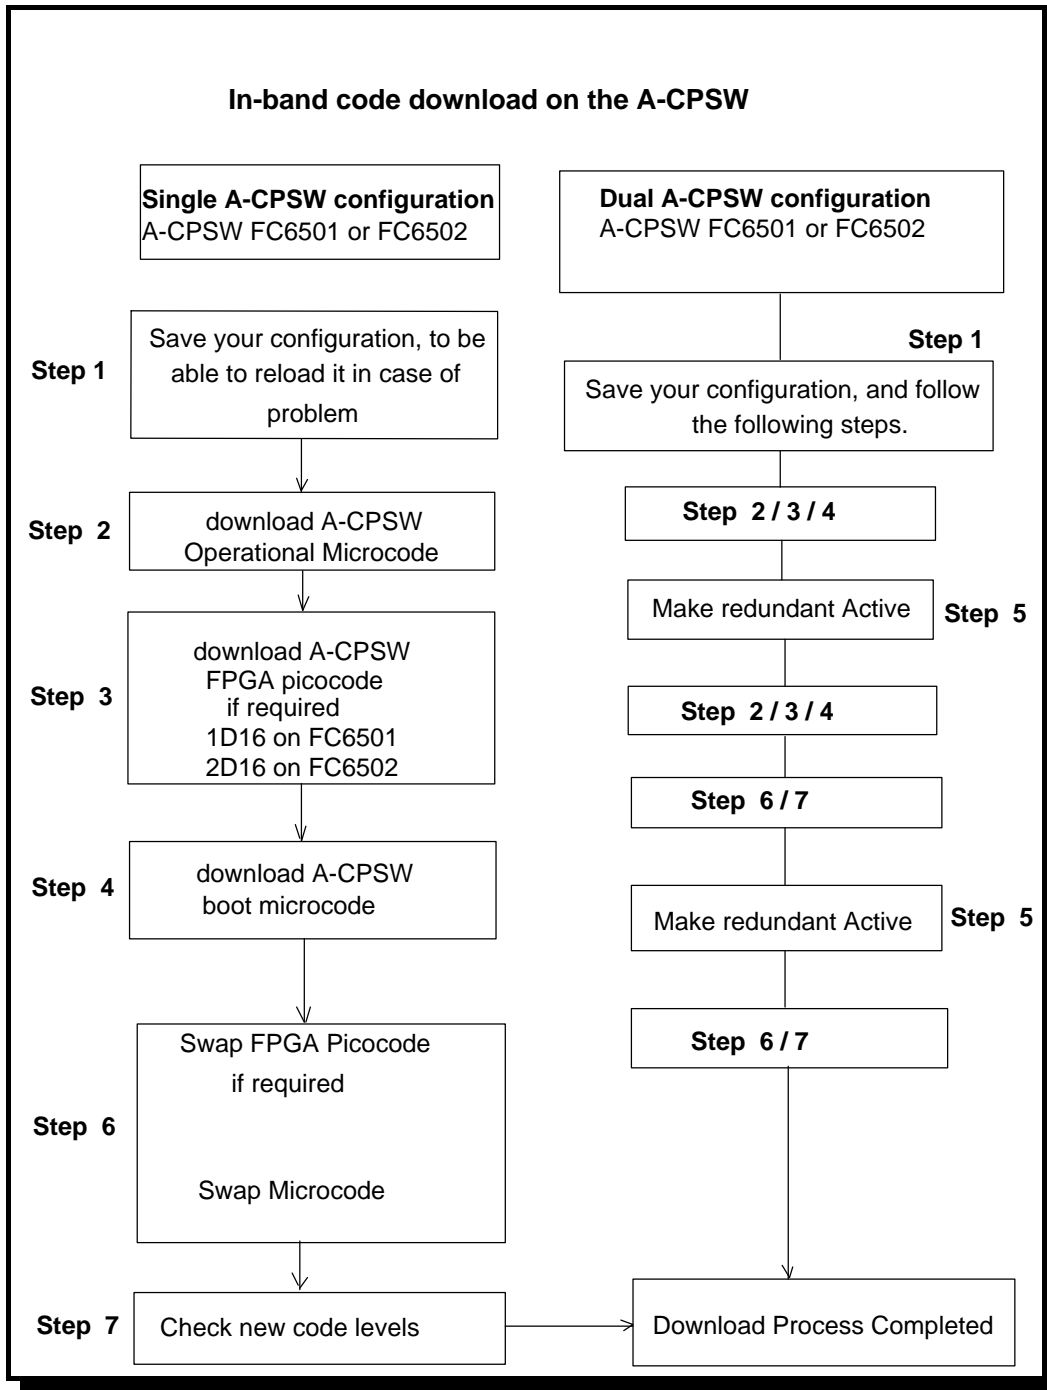 In-band code download on the A-CPSW
Single A-CPSW configuration
A-CPSW FC6501 or FC6502
Step 1
Save your configuration, to be
able to reload it in case of
problem
Step 2
download A-CPSW
Operational Microcode
Step 3
download A-CPSW
FPGA picocode
if required
1D16 on FC6501
2D16 on FC6502
Step 4
download A-CPSW
boot microcode
Step 6
Swap FPGA Picocode
if required
Swap Microcode
Step 7
Check new code levels
Dual A-CPSW configuration
A-CPSW FC6501 or FC6502
Step 1
Save your configuration, and follow
the following steps.
Step 2 / 3 / 4
Make redundant Active
Step 5
Step 2 / 3 / 4
Step 6 / 7
Make redundant Active
Step 5
Step 6 / 7
Download Process Completed